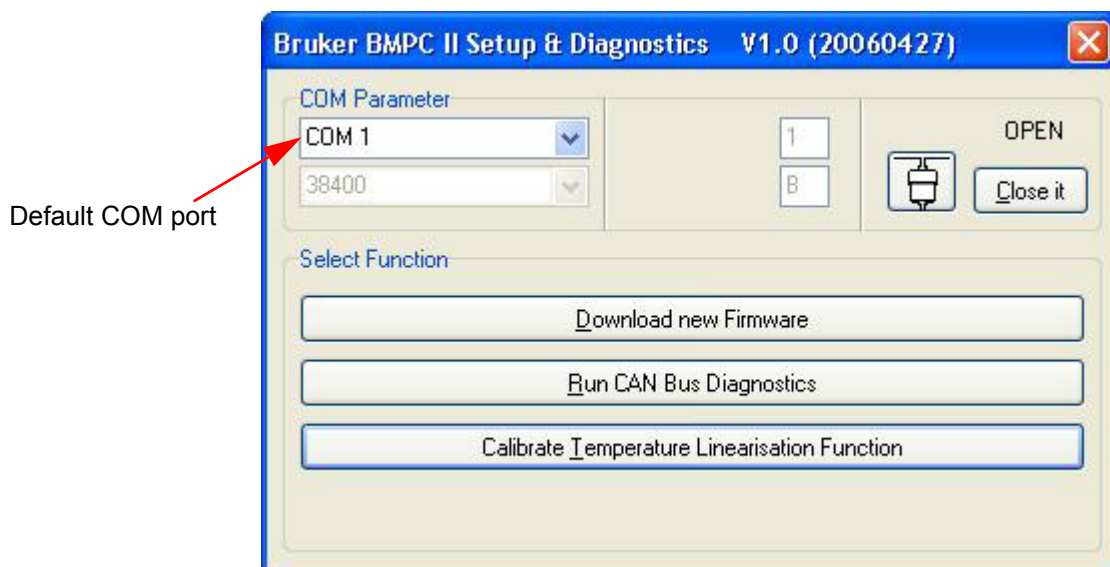 Bruker BMPC II Setup & Diagnostics V1.0 (20060427)
COM Parameter
COM 1
1
OPEN
38400
B
Close it
Default COM port
Select Function
Download new Firmware
Run CAN Bus Diagnostics
Calibrate Temperature Linearisation Function